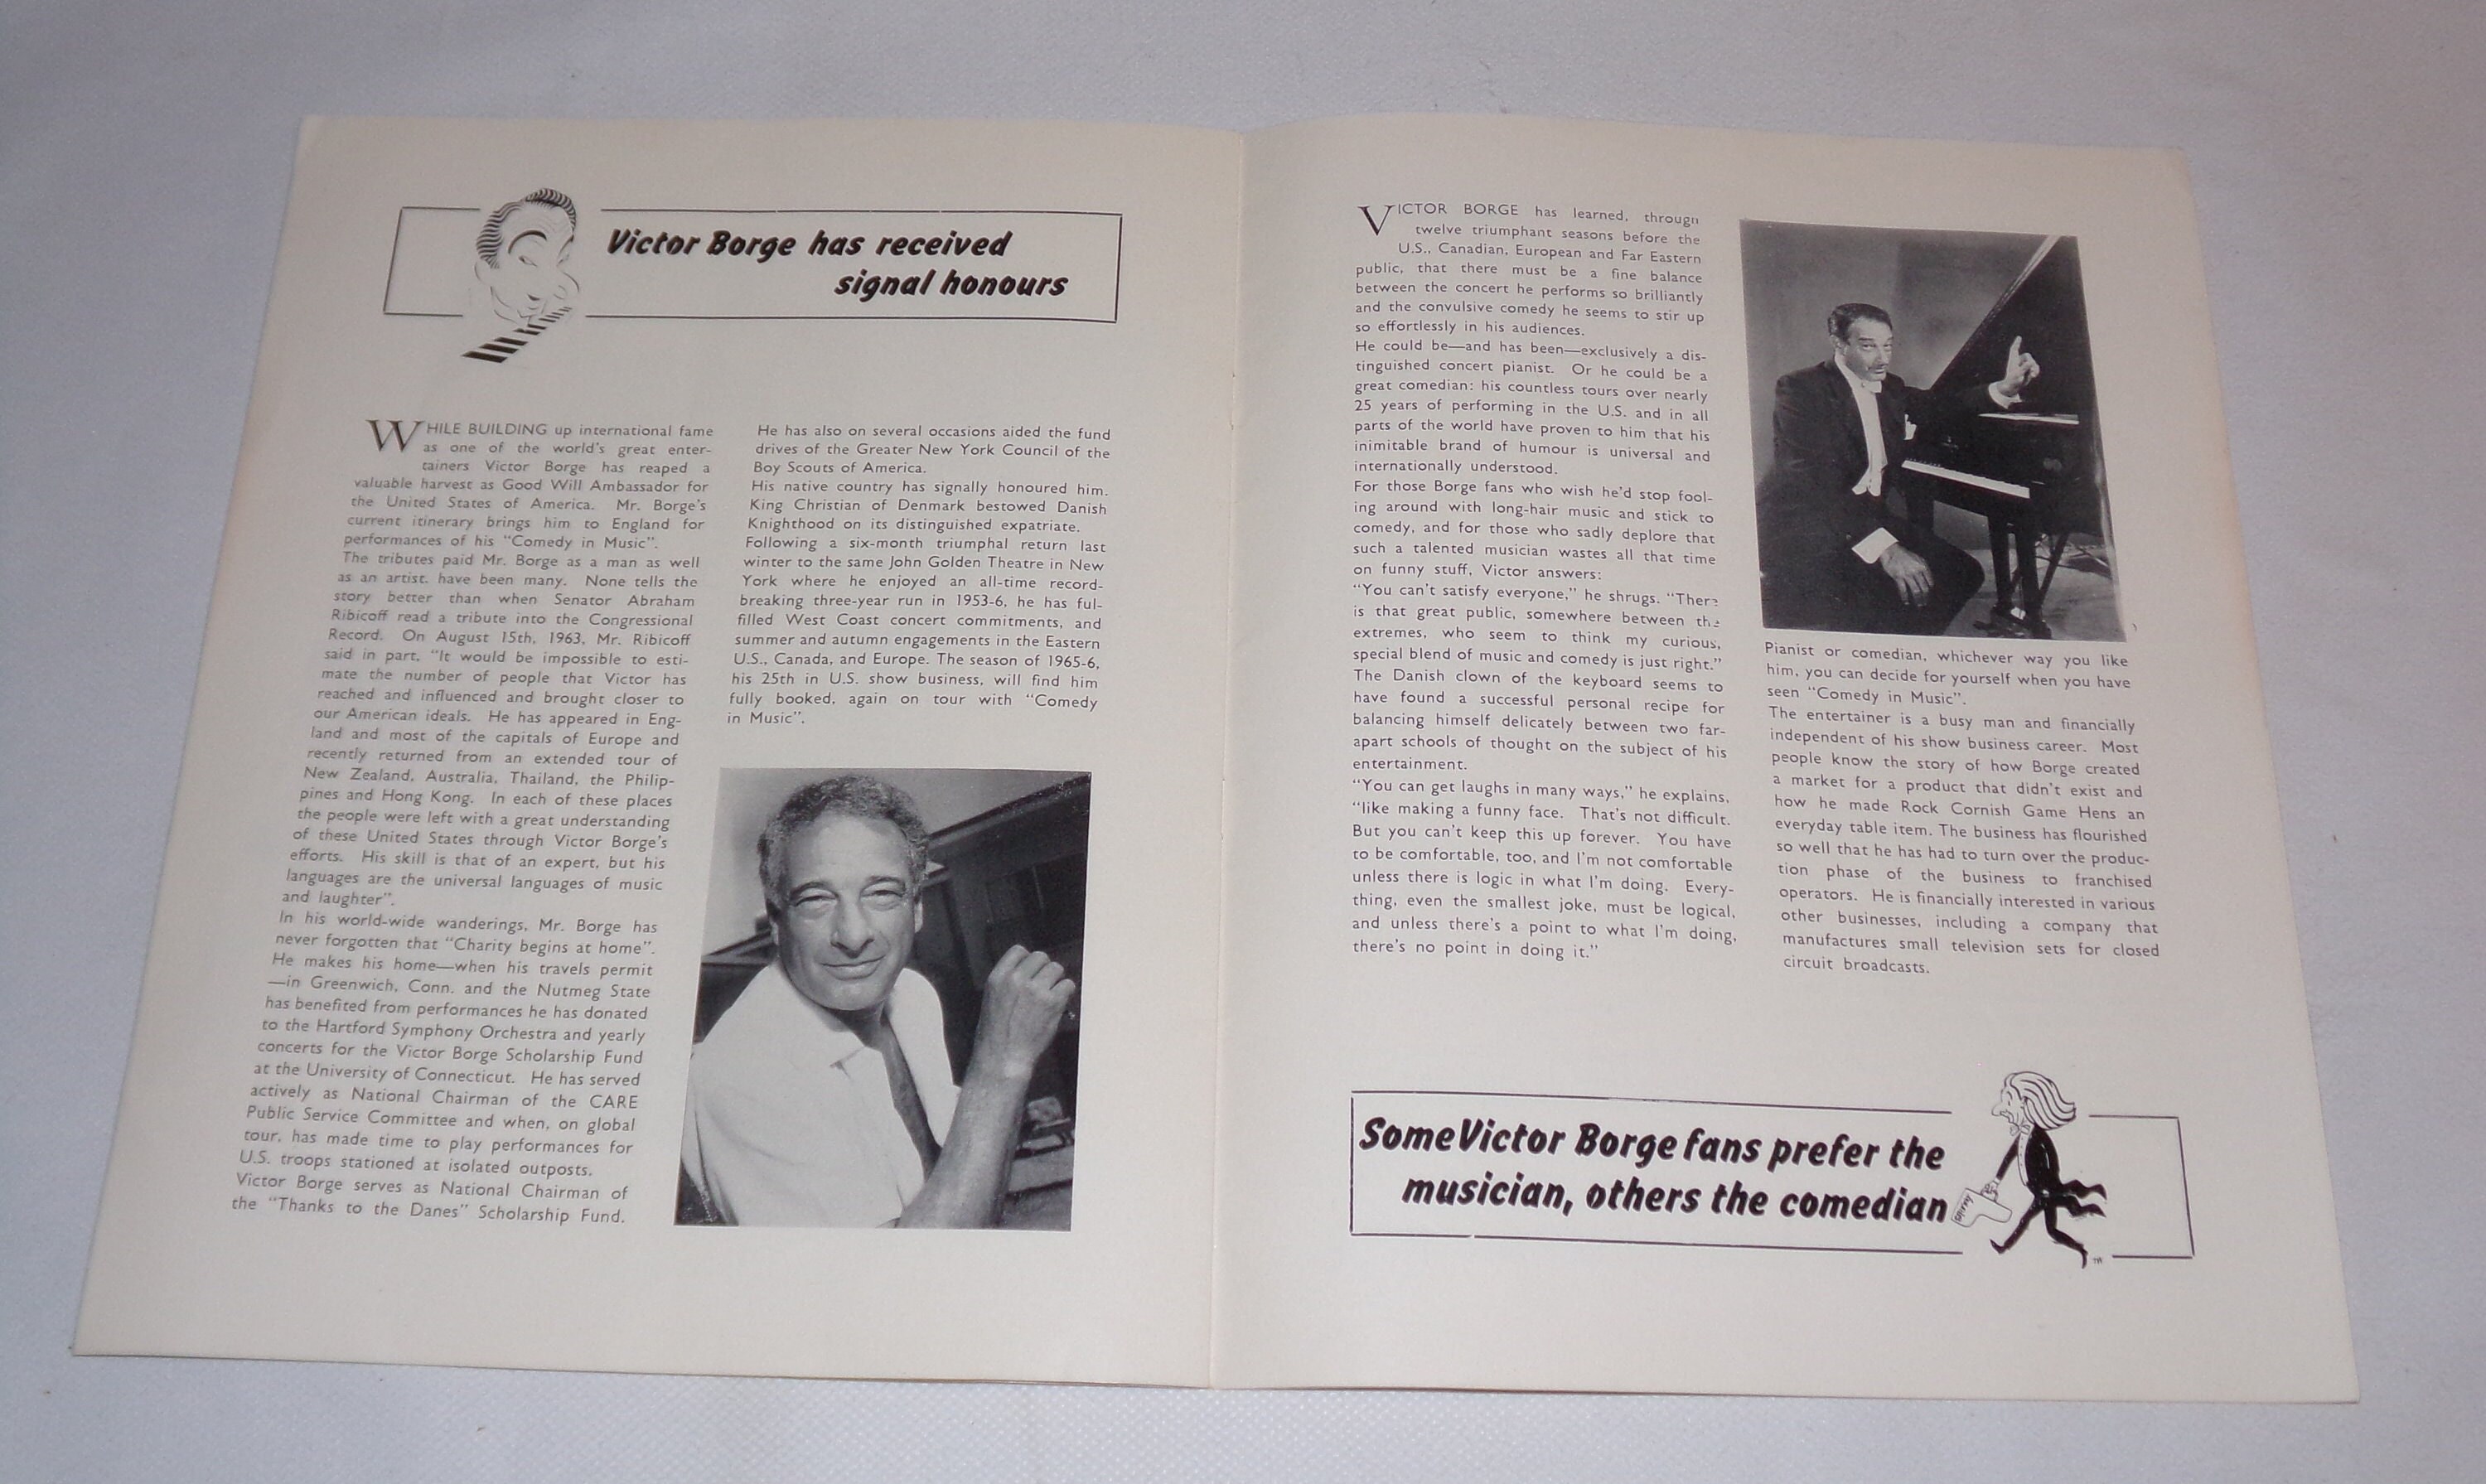 Victor Borge has received
signal honours
WHILE BUILDING up international fame
as one of the world's great enter-
tainers Victor Borge has reaped a
valuable harvest as Good Will Ambassador for
the United States of America. Mr. Borge's
current itinerary brings him to England for
performances of his "Comedy in Music".
The tributes paid Mr. Borge as a man as well
as an artist. have been many. None tells the
story better than when Senator Abraham
Ribicoff read a tribute into the Congressional
Record. On August 15th, 1963, Mr. Ribicoff
said in part, "It would be impossible to esti-
mate the number of people that Victor has
reached and influenced and brought closer to
our American ideals. He has appeared in Eng-
land and most of the capitals of Europe and
recently returned from an extended tour of
New Zealand, Australia, Thailand, the Philip-
pines and Hong Kong. In each of these places
the people were left with a great understanding
of these United States through Victor Borge's
efforts. His skill is that of an expert, but his
languages are the universal languages of music
and laughter".
In his world-wide wanderings, Mr. Borge has
never forgotten that "Charity begins at home".
He makes his home—when his travels permit
—in Greenwich, Conn. and the Nutmeg State
has benefited from performances he has donated
to the Hartford Symphony Orchestra and yearly
concerts for the Victor Borge Scholarship Fund
at the University of Connecticut. He has served
actively as National Chairman of the CARE
Public Service Committee and when, on global
tour, has made time to play performances for
U.S. troops stationed at isolated outposts.
Victor Borge serves as National Chairman of
the "Thanks to the Danes" Scholarship Fund.
He has also on several occasions aided the fund
drives of the Greater New York Council of the
Boy Scouts of America.
His native country has signally honoured him.
King Christian of Denmark bestowed Danish
Knighthood on its distinguished expatriate.
Following a six-month triumphal return last
winter to the same John Golden Theatre in New
York where he enjoyed an all-time record-
breaking three-year run in 1953-6, he has ful-
filled West Coast concert commitments, and
summer and autumn engagements in the Eastern
U.S., Canada, and Europe. The season of 1965-6,
his 25th in U.S. show business, will find him
fully booked, again on tour with "Comedy
in Music".
VICTOR BORGE has learned, through
twelve triumphant seasons before the
U.S., Canadian, European and Far Eastern
public, that there must be a fine balance
between the concert he performs so brilliantly
and the convulsive comedy he seems to stir up
so effortlessly in his audiences.
He could be—and has been—exclusively a dis-
tinguished concert pianist. Or he could be a
great comedian: his countless tours over nearly
25 years of performing in the U.S. and in all
parts of the world have proven to him that his
inimitable brand of humour is universal and
internationally understood.
For those Borge fans who wish he'd stop fool-
ing around with long-hair music and stick to
comedy, and for those who sadly deplore that
such a talented musician wastes all that time
on funny stuff, Victor answers:
"You can't satisfy everyone," he shrugs. "There
is that great public, somewhere between the
extremes, who seem to think my curious,
special blend of music and comedy is just right."
The Danish clown of the keyboard seems to
have found a successful personal recipe for
balancing himself delicately between two far-
apart schools of thought on the subject of his
entertainment.
"You can get laughs in many ways," he explains,
"like making a funny face. That's not difficult.
But you can't keep this up forever. You have
to be comfortable, too, and I'm not comfortable
unless there is logic in what I'm doing. Every-
thing, even the smallest joke, must be logical,
and unless there's a point to what I'm doing,
there's no point in doing it."
Pianist or comedian, whichever way you like
him, you can decide for yourself when you have
seen "Comedy in Music".
The entertainer is a busy man and financially
independent of his show business career. Most
people know the story of how Borge created
a market for a product that didn't exist and
how he made Rock Cornish Game Hens an
everyday table item. The business has flourished
so well that he has had to turn over the produc-
tion phase of the business to franchised
operators. He is financially interested in various
other businesses, including a company that
manufactures small television sets for closed
circuit broadcasts.
Some Victor Borge fans prefer the
musician, others the comedian
TM